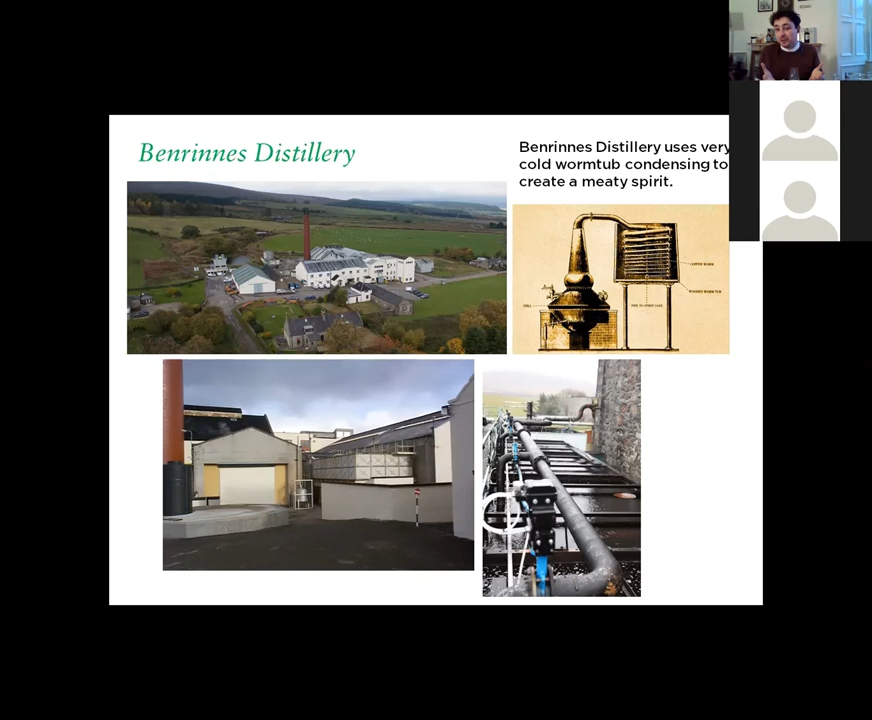 Benrinnes Distillery
Benrinnes Distillery uses very
cold wormtub condensing to
create a meaty spirit.